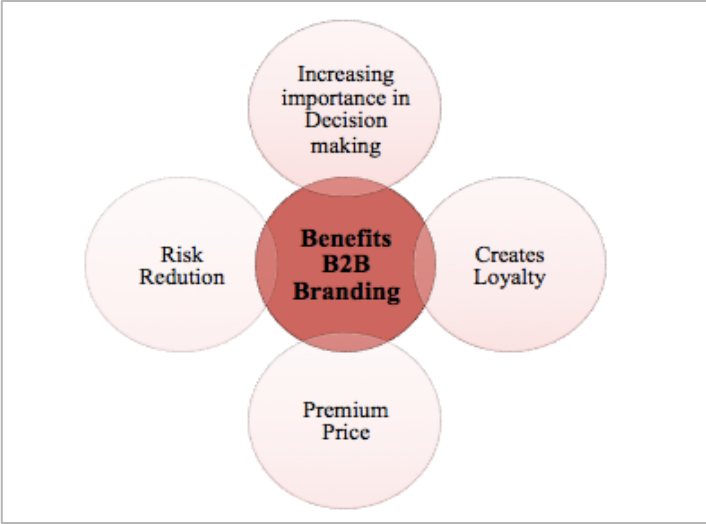 Increasing
importance in
Decision
making
Risk
Redution
Benefits
B2B
Branding
Creates
Loyalty
Premium
Price